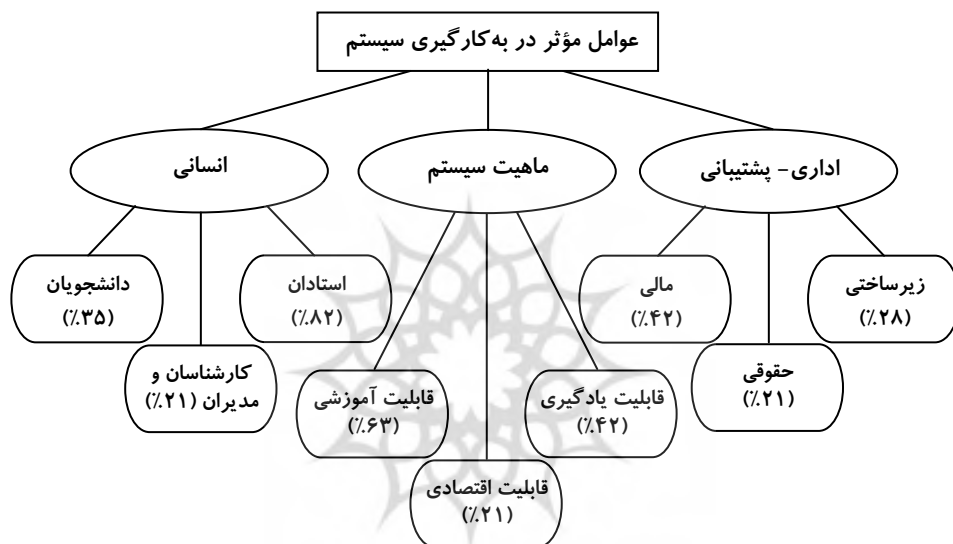 عوامل مؤثر در به‌کارگیری سیستم
اداری- پشتیبانی
ماهیت سیستم
انسانی
زیرساختی
(٪۲۸)
حقوقی
(٪۲۱)
مالی
(٪۴۲)
قابلیت یادگیری
(٪۴۲)
قابلیت اقتصادی
(٪۲۱)
قابلیت آموزشی
(٪۶۳)
استادان
(٪۸۲)
کارشناسان و
مدیران (٪۲۱)
دانشجویان
(٪۳۵)